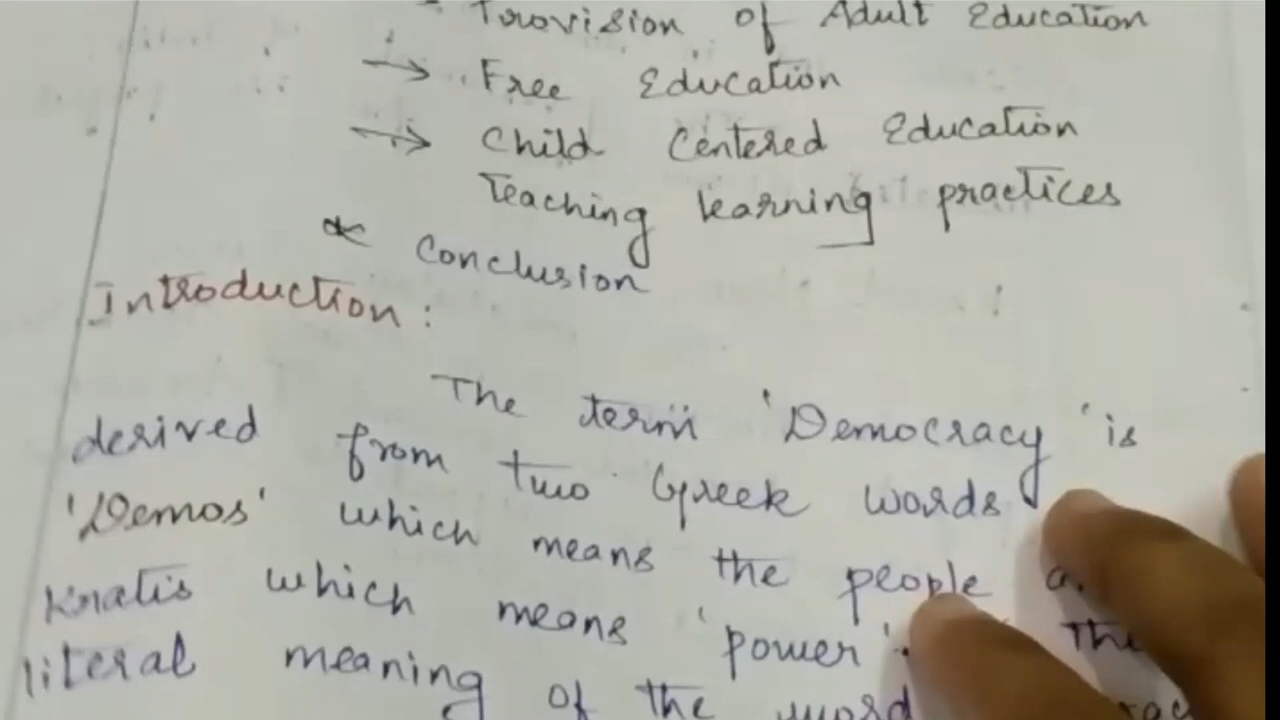 Provision of Adult Education
→ Free Education
→ Child Centered Education
Teaching learning practices
* Conclusion
Introduction:
The term 'Democracy' is
derived from two Greek words
'Demos' which means the people
Kratis which means 'power'. The
literal meaning of the word